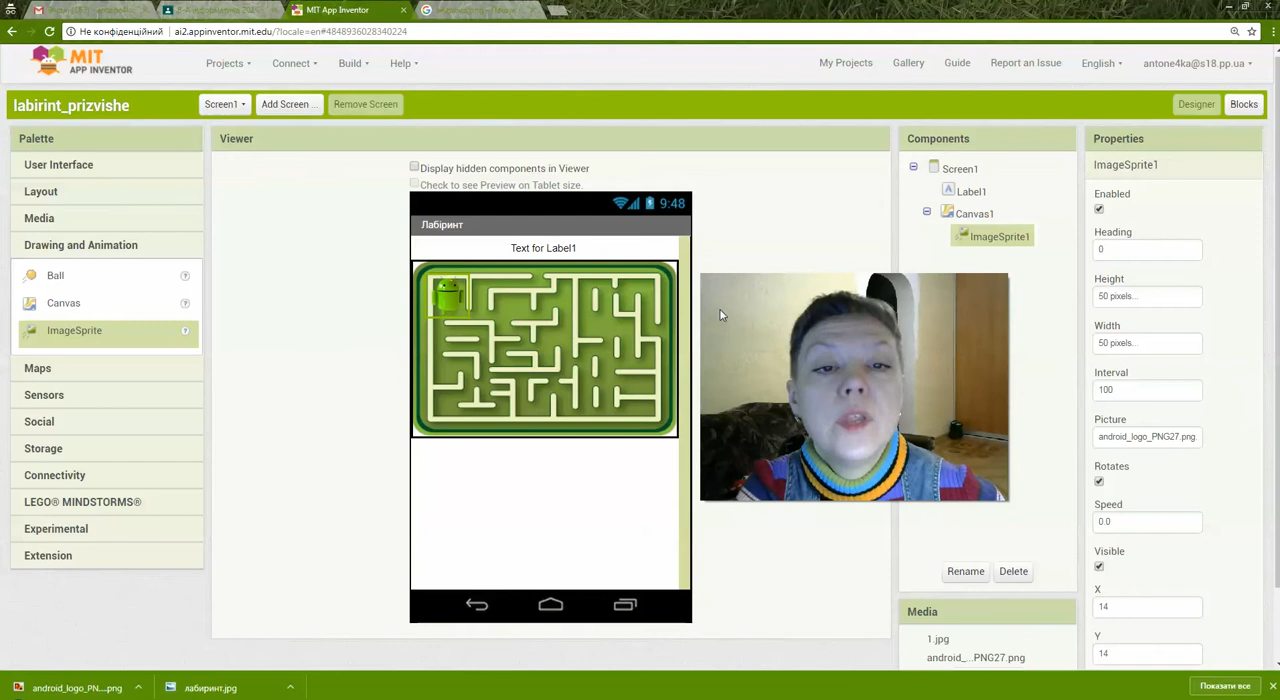 MIT App Inventor
Не конфіденційний
ai2.appinventor.mit.edu/?locale=en#4848936028340224
MIT
APP INVENTOR
Projects
Connect
Build
Help
My Projects
Gallery
Guide
Report an Issue
English
antone4ka@s18.pp.ua
labirint_prizvishe
Screen1
Add Screen ...
Remove Screen
Designer
Blocks
Palette
User Interface
Layout
Media
Drawing and Animation
Ball
Canvas
ImageSprite
Maps
Sensors
Social
Storage
Connectivity
LEGO® MINDSTORMS®
Experimental
Extension
Viewer
Display hidden components in Viewer
Check to see Preview on Tablet size.
9:48
Лабіринт
Text for Label1
Components
Screen1
Label1
Canvas1
ImageSprite1
Rename
Delete
Media
1.jpg
android_...PNG27.png
Properties
ImageSprite1
Enabled
Heading
0
Height
50 pixels...
Width
50 pixels...
Interval
100
Picture
android_logo_PNG27.png.
Rotates
Speed
0.0
Visible
X
14
Y
14
android_logo_PN....png
лабиринт.jpg
Показати все